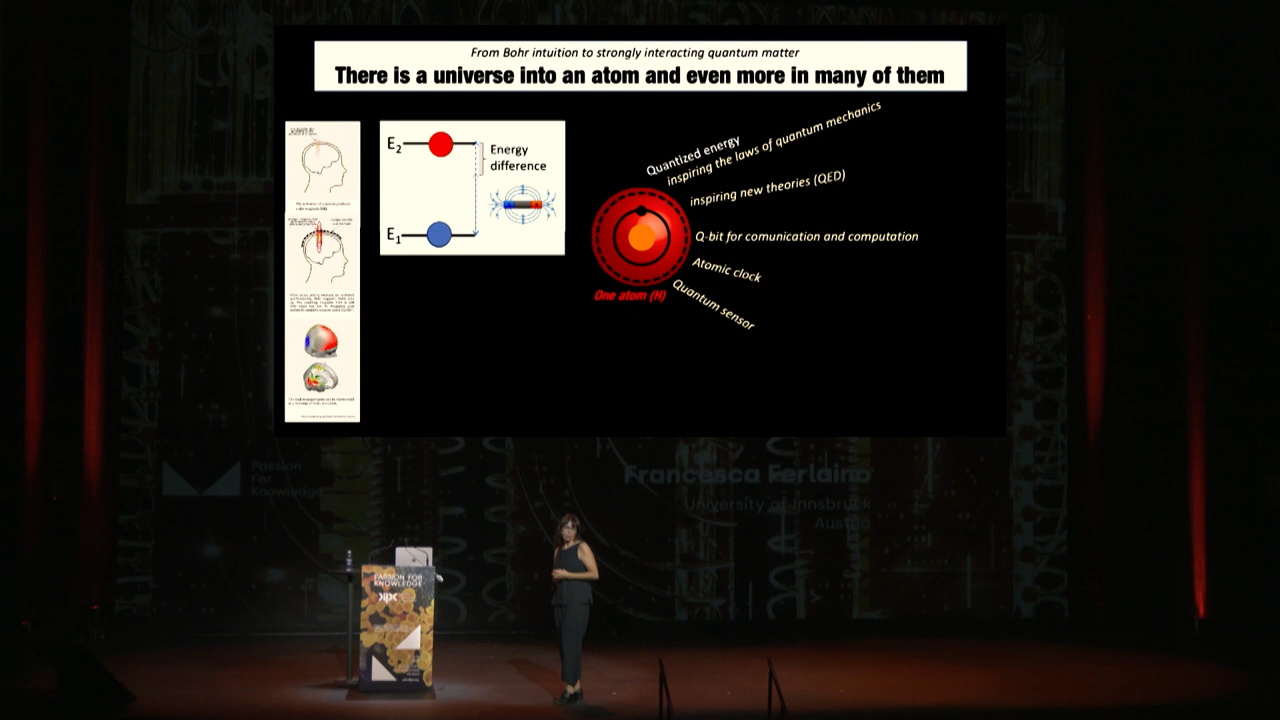 From Bohr intuition to strongly interacting quantum matter
There is a universe into an atom and even more in many of them
E2
Energy
difference
E1
Quantized energy
inspiring the laws of quantum mechanics
inspiring new theories (QED)
Q-bit for comunication and computation
Atomic clock
Quantum sensor
One atom (H)
Passion
For
Knowledge
Francesca Ferlaino
University of Innsbruck
Austria
PASSION FOR
KNOWLEDGE
dipc